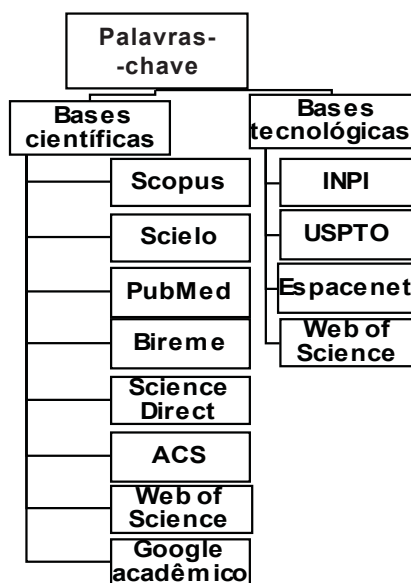 Palavras-
-chave
Bases
científicas
Scopus
Scielo
PubMed
Bireme
Science
Direct
ACS
Web of
Science
Google
acadêmico
Bases
tecnológicas
INPI
USPTO
Espacenet
Web of
Science